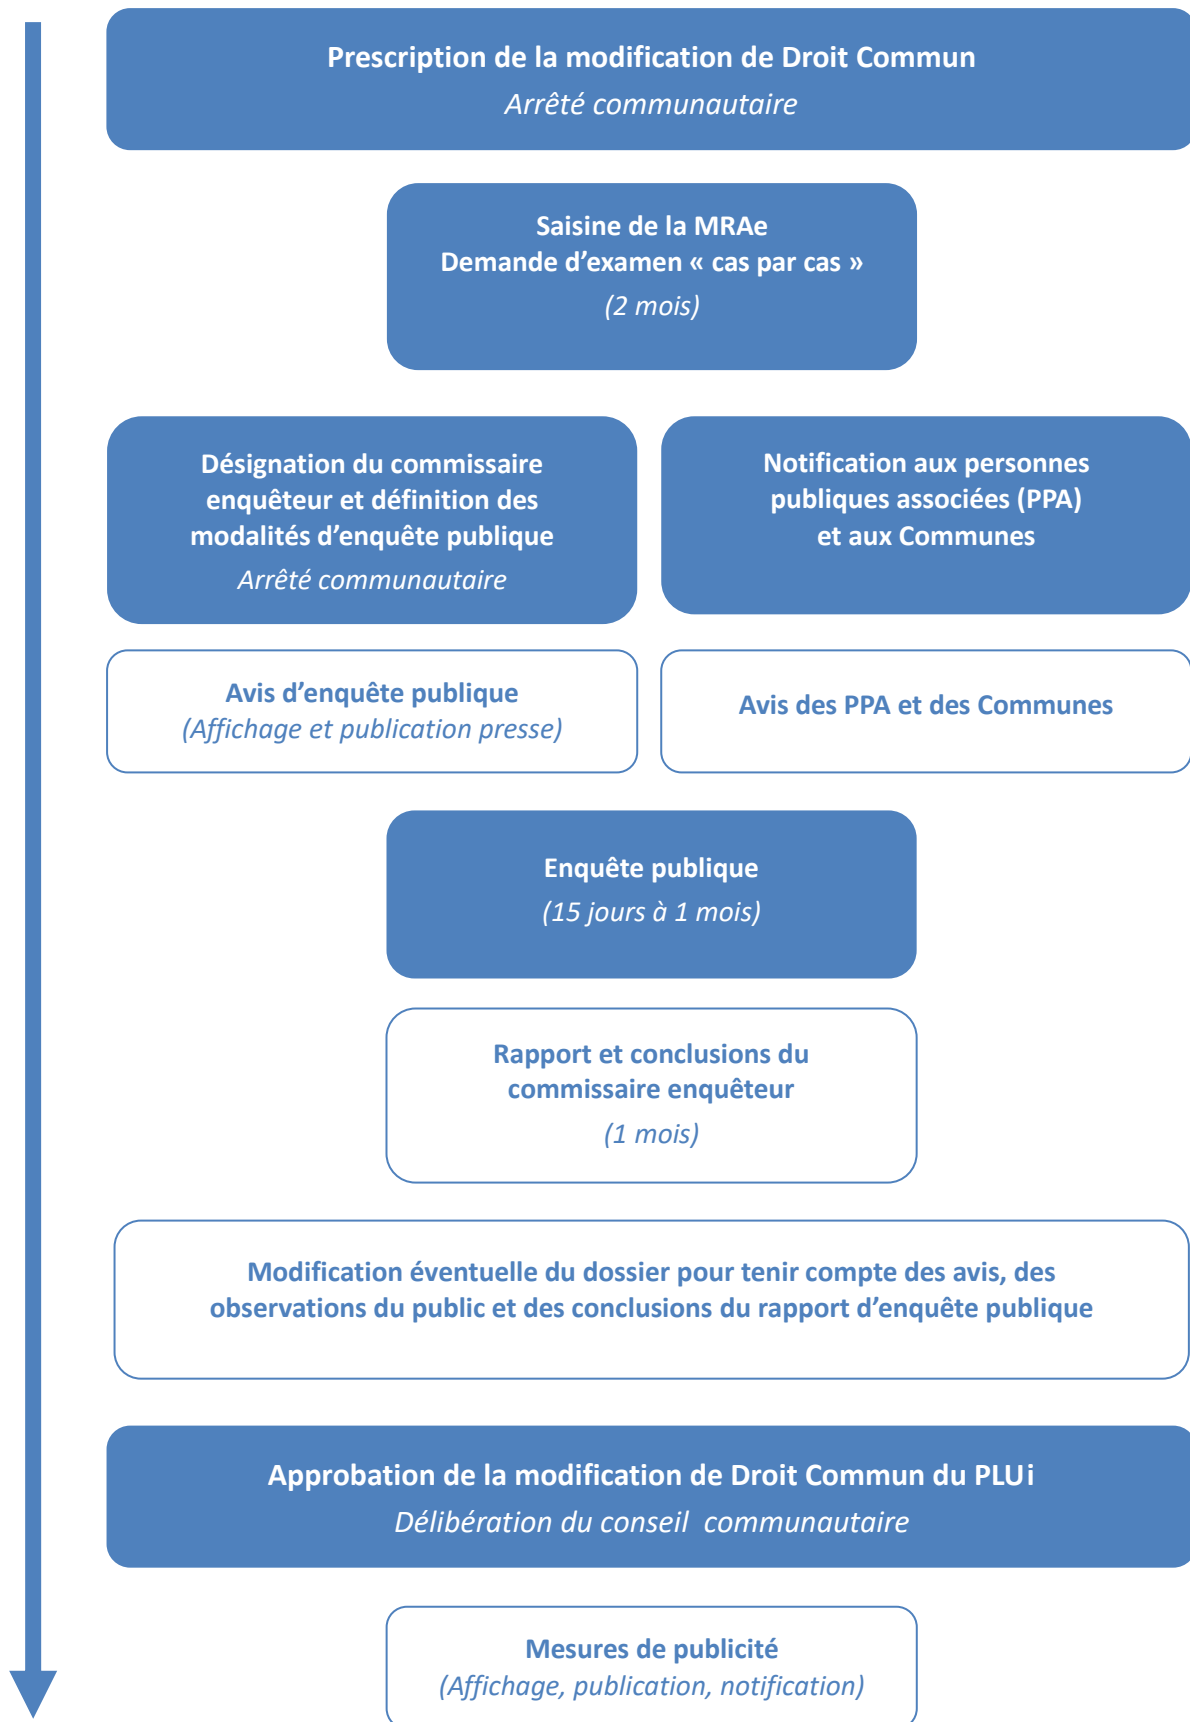 Prescription de la modification de Droit Commun
Arrêté communautaire
Saisine de la MRAe
Demande d'examen « cas par cas »
(2 mois)
Désignation du commissaire
enquêteur et définition des
modalités d'enquête publique
Arrêté communautaire
Notification aux personnes
publiques associées (PPA)
et aux Communes
Avis d'enquête publique
(Affichage et publication presse)
Avis des PPA et des Communes
Enquête publique
(15 jours à 1 mois)
Rapport et conclusions du
commissaire enquêteur
(1 mois)
Modification éventuelle du dossier pour tenir compte des avis, des
observations du public et des conclusions du rapport d'enquête publique
Approbation de la modification de Droit Commun du PLUi
Délibération du conseil  communautaire
Mesures de publicité
(Affichage, publication, notification)